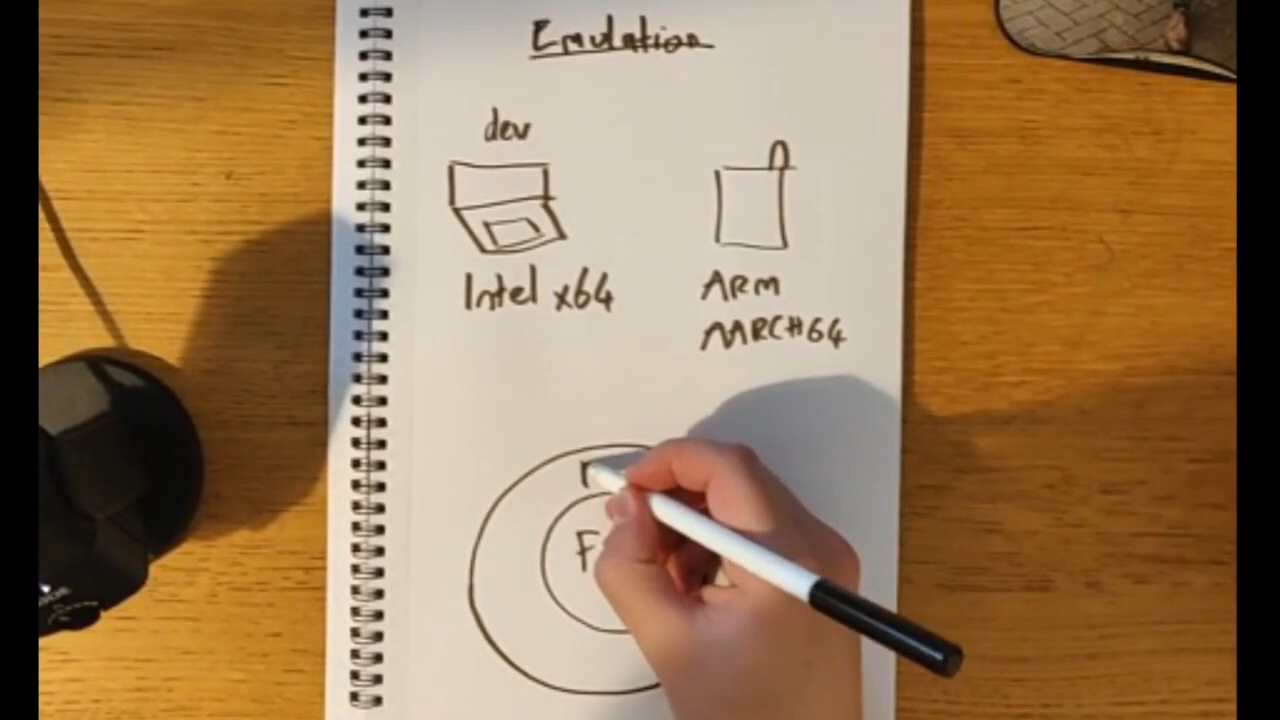 Emulation
dev
Intel x64
ARM
AARCH64
F